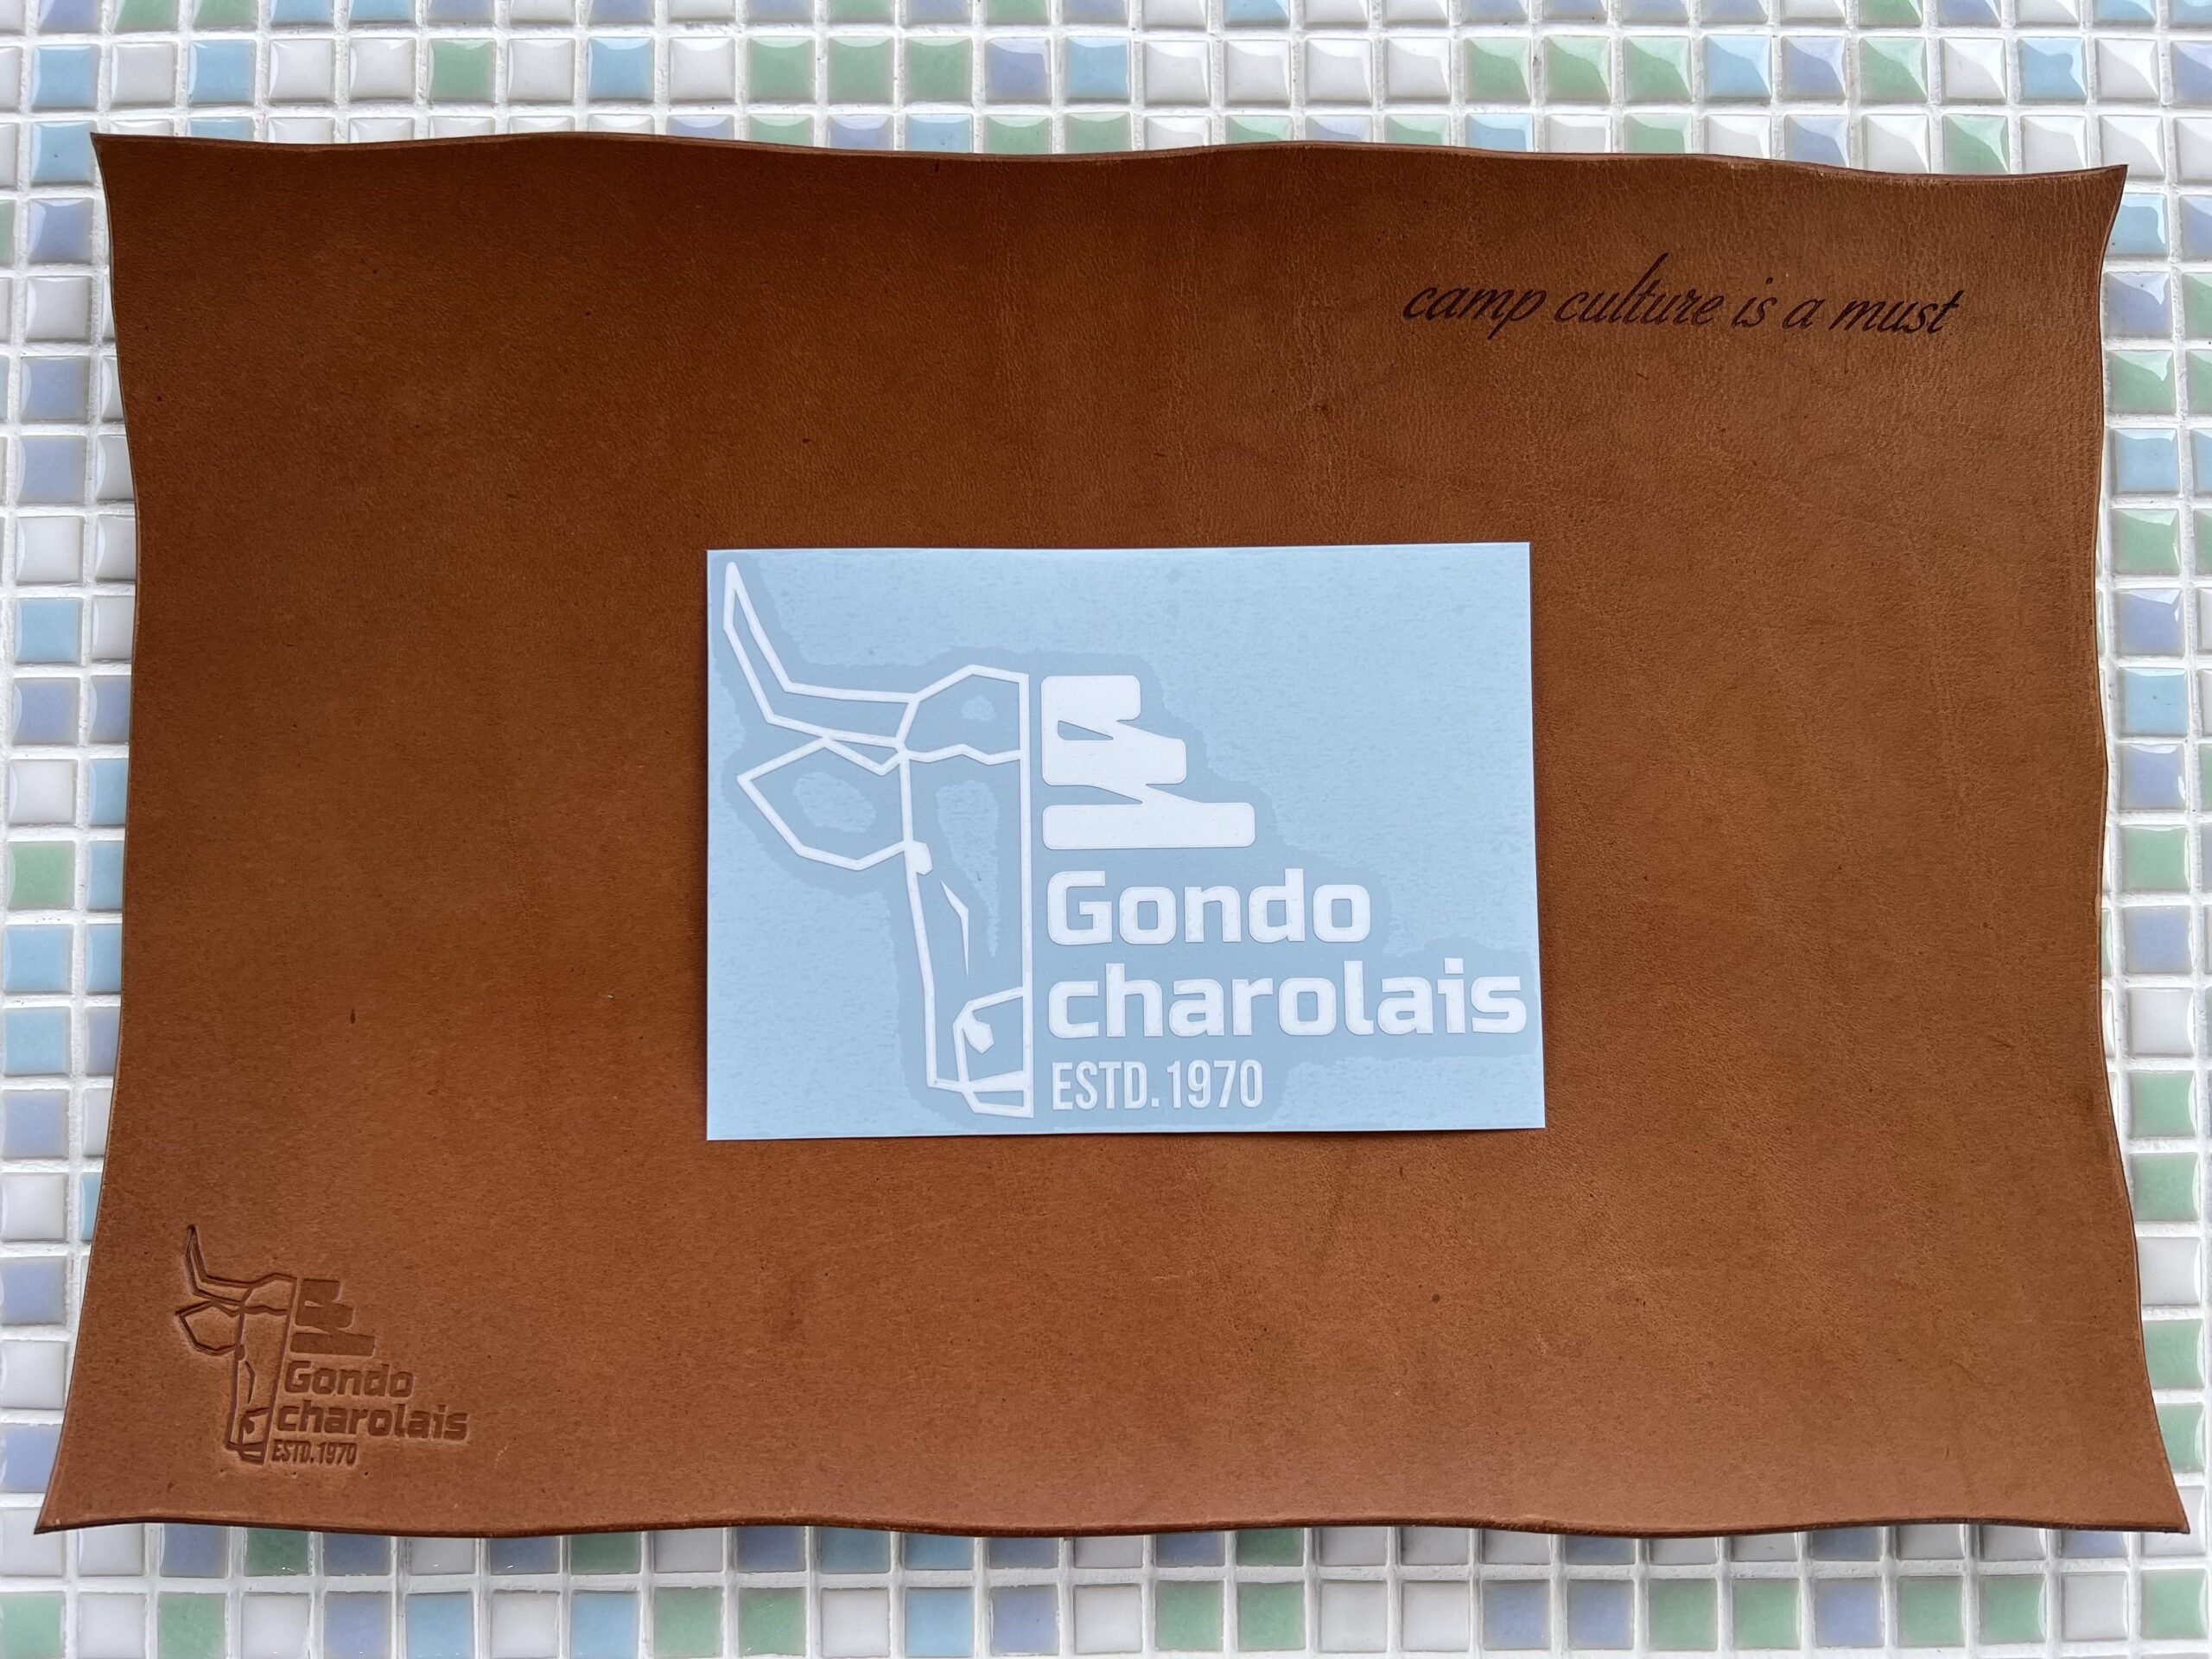 camp culture is a must
Gondo
charolais
ESTD.1970
Gondo
charolais
ESTD.1970